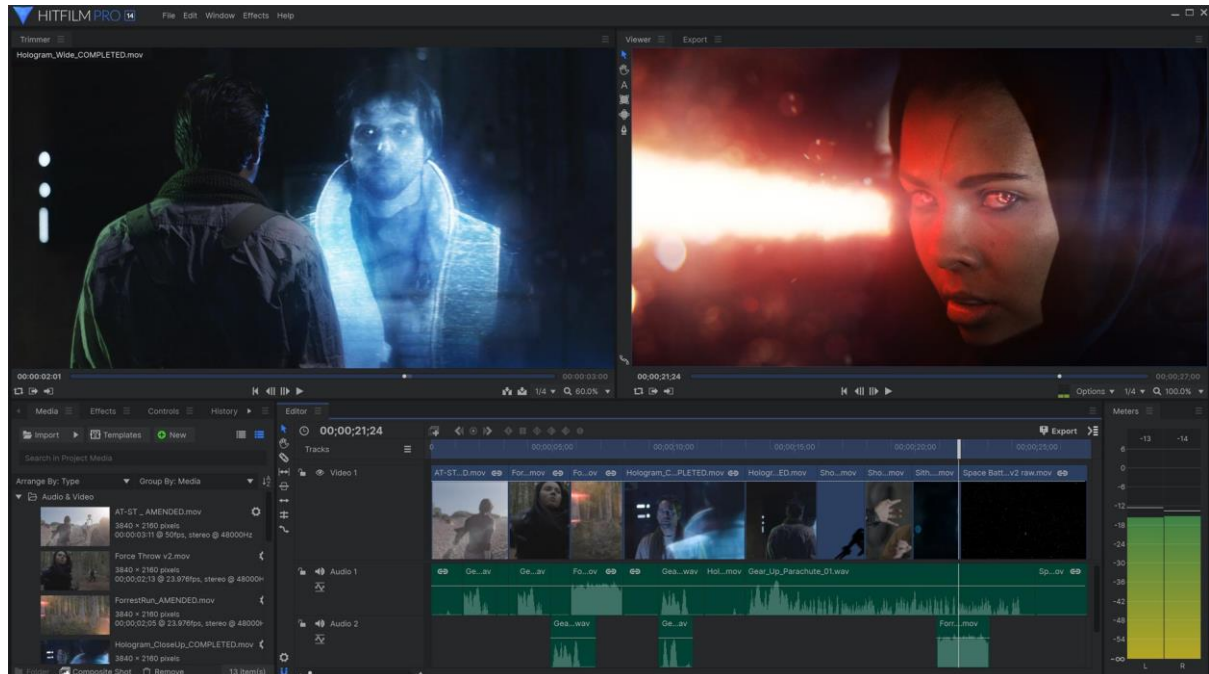 HITFILM PRO 14 File Edit Window Effects Help
Trimmer
Hologram_Wide_COMPLETED.mov
00:00:02:01 00:00:03:00
1/4 60.0%
Viewer Export
A
00;00;21;24 00;00;27;00
Options 1/4 100.0%
Media Effects Controls History
Import Templates New
Search in Project Media
Arrange By: Type Group By: Media
Audio & Video
AT-ST _ AMENDED.mov
3840 × 2160 pixels
00:00:03:11 @ 50fps, stereo @ 48000Hz
Force Throw v2.mov
3840 × 2160 pixels
00;00;02;13 @ 23.976fps, stereo @ 48000H
ForrestRun_AMENDED.mov
3840 × 2160 pixels
00;00;02;05 @ 23.976fps, stereo @ 48000H
Hologram_CloseUp_COMPLETED.mov
3840 × 2160 pixels
Folder Composite Shot Remove 13 Item(s)
Editor
00;00;21;24 Export
Tracks 0 00;00;05;00 00;00;10;00 00;00;15;00 00;00;20;00 00;00;25;00
Video 1 AT-ST...D.mov For...mov Fo...ov Hologram_C...PLETED.mov Hologr...ED.mov Sho...mov Sho...mov Sith....mov Space Batt...v2 raw.mov
Audio 1 Ge...av Ge...av Fo...ov Gea...wav Hol...mov Gear_Up_Parachute_01.wav Sp...ov
Audio 2 Gea...wav Ge...av Forr....mov
Meters
-13 -14
6
0
-6
-12
-18
-24
-30
-36
-42
-48
-54
-∞
L R